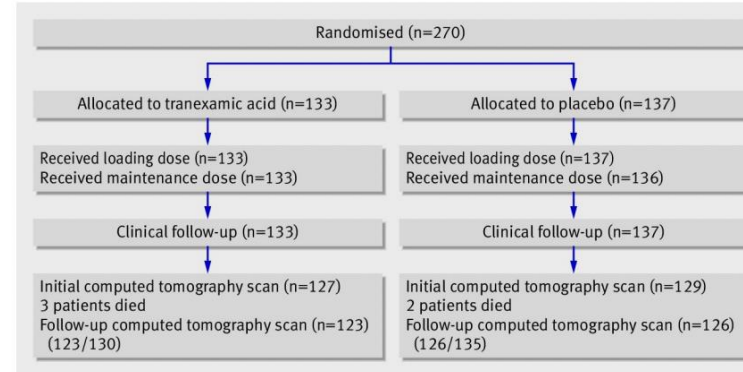 Randomised (n=270)
Allocated to tranexamic acid (n=133)
Allocated to placebo (n=137)
Received loading dose (n=133)
Received maintenance dose (n=133)
Received loading dose (n=137)
Received maintenance dose (n=136)
Clinical follow-up (n=133)
Clinical follow-up (n=137)
Initial computed tomography scan (n=127)
3 patients died
Follow-up computed tomography scan (n=123)
(123/130)
Initial computed tomography scan (n=129)
2 patients died
Follow-up computed tomography scan (n=126)
(126/135)